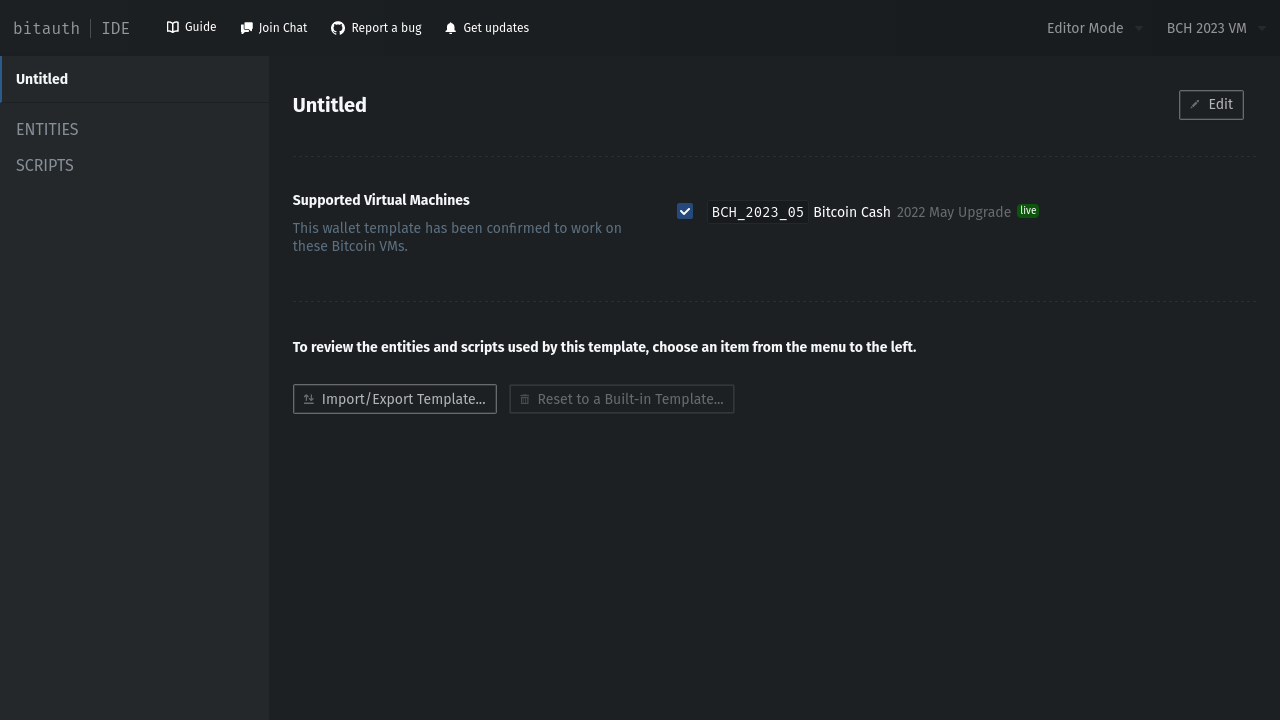 bitauth | IDE
Guide
Join Chat
Report a bug
Get updates
Editor Mode
BCH 2023 VM
Untitled
ENTITIES
SCRIPTS
Untitled
Edit
Supported Virtual Machines
This wallet template has been confirmed to work on
these Bitcoin VMs.
BCH_2023_05 Bitcoin Cash 2022 May Upgrade live
To review the entities and scripts used by this template, choose an item from the menu to the left.
Import/Export Template...
Reset to a Built-in Template...